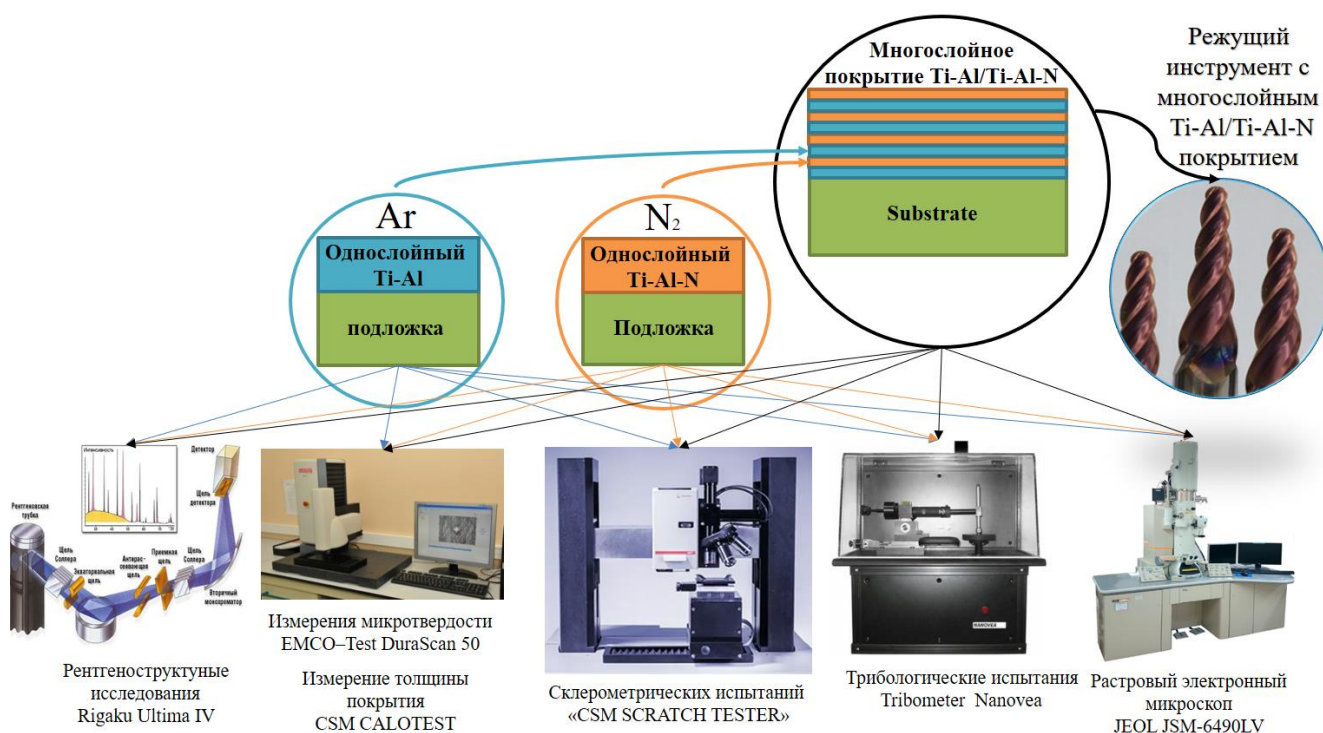 Многослойное
покрытие Ti-Al/Ti-Al-N
Substrate
Режущий
инструмент с
многослойным
Ti-Al/Ti-Al-N
покрытием
Ar
Однослойный
Ti-Al
подложка
N2
Однослойный
Ti-Al-N
Подложка
Интенсивность
Детектор
Щель
детектора
Рентгеновская
трубка
Щель
Соллера
Экваториальная
щель
Антирас-
сеивающая
щель
Приемная
щель
Щель
Соллера
Вторичный
монохроматор
Рентгеноструктуные
исследования
Rigaku Ultima IV
Измерения микротвердости
EMCO–Test DuraScan 50
Измерение толщины
покрытия
CSM CALOTEST
Склерометрических испытаний
«CSM SCRATCH TESTER»
NANOVEA
Трибологические испытания
Tribometer Nanovea
Растровый электронный
микроскоп
JEOL JSM-6490LV